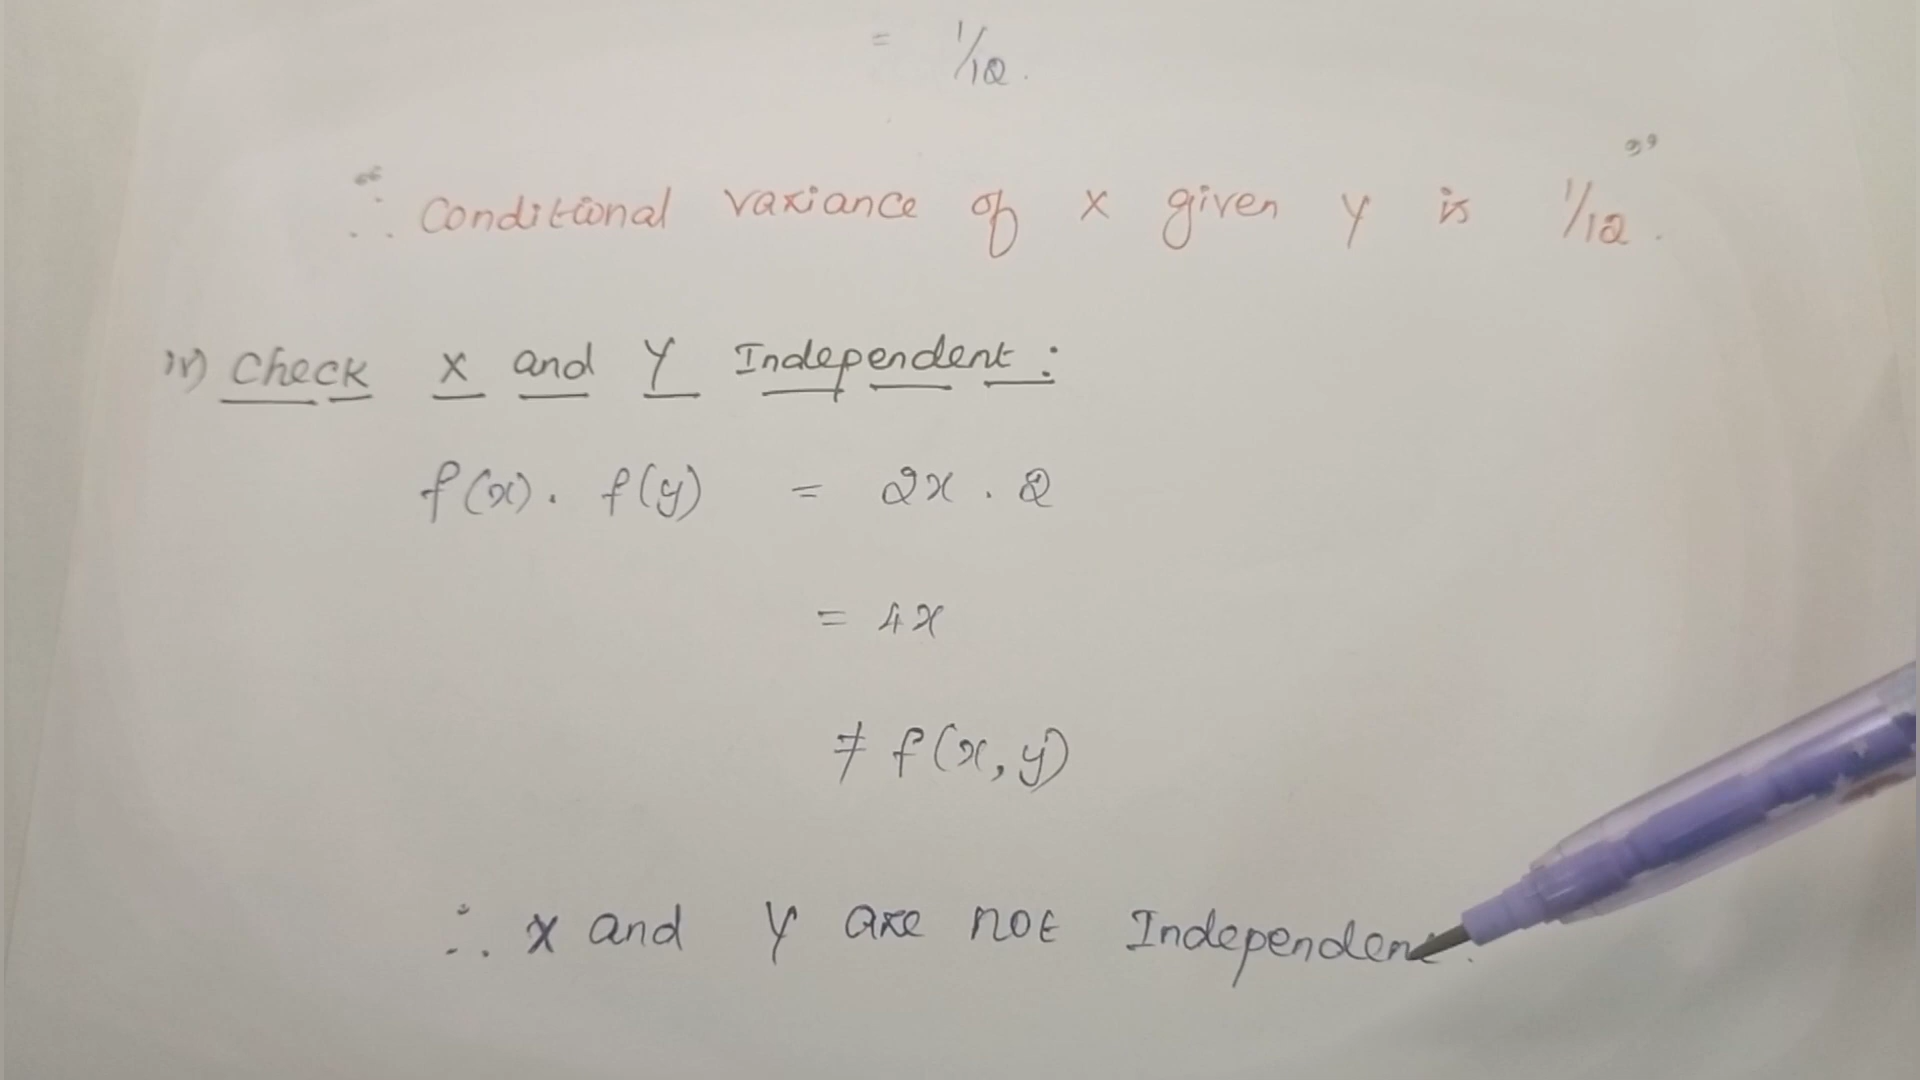 = 1/12.
“ ∴ Conditional variance of X given Y is 1/12. ”
iv) Check X and Y Independent :
f(x). f(y) = 2x . 2
= 4x
≠ f(x, y)
∴ X and Y are not Independent.